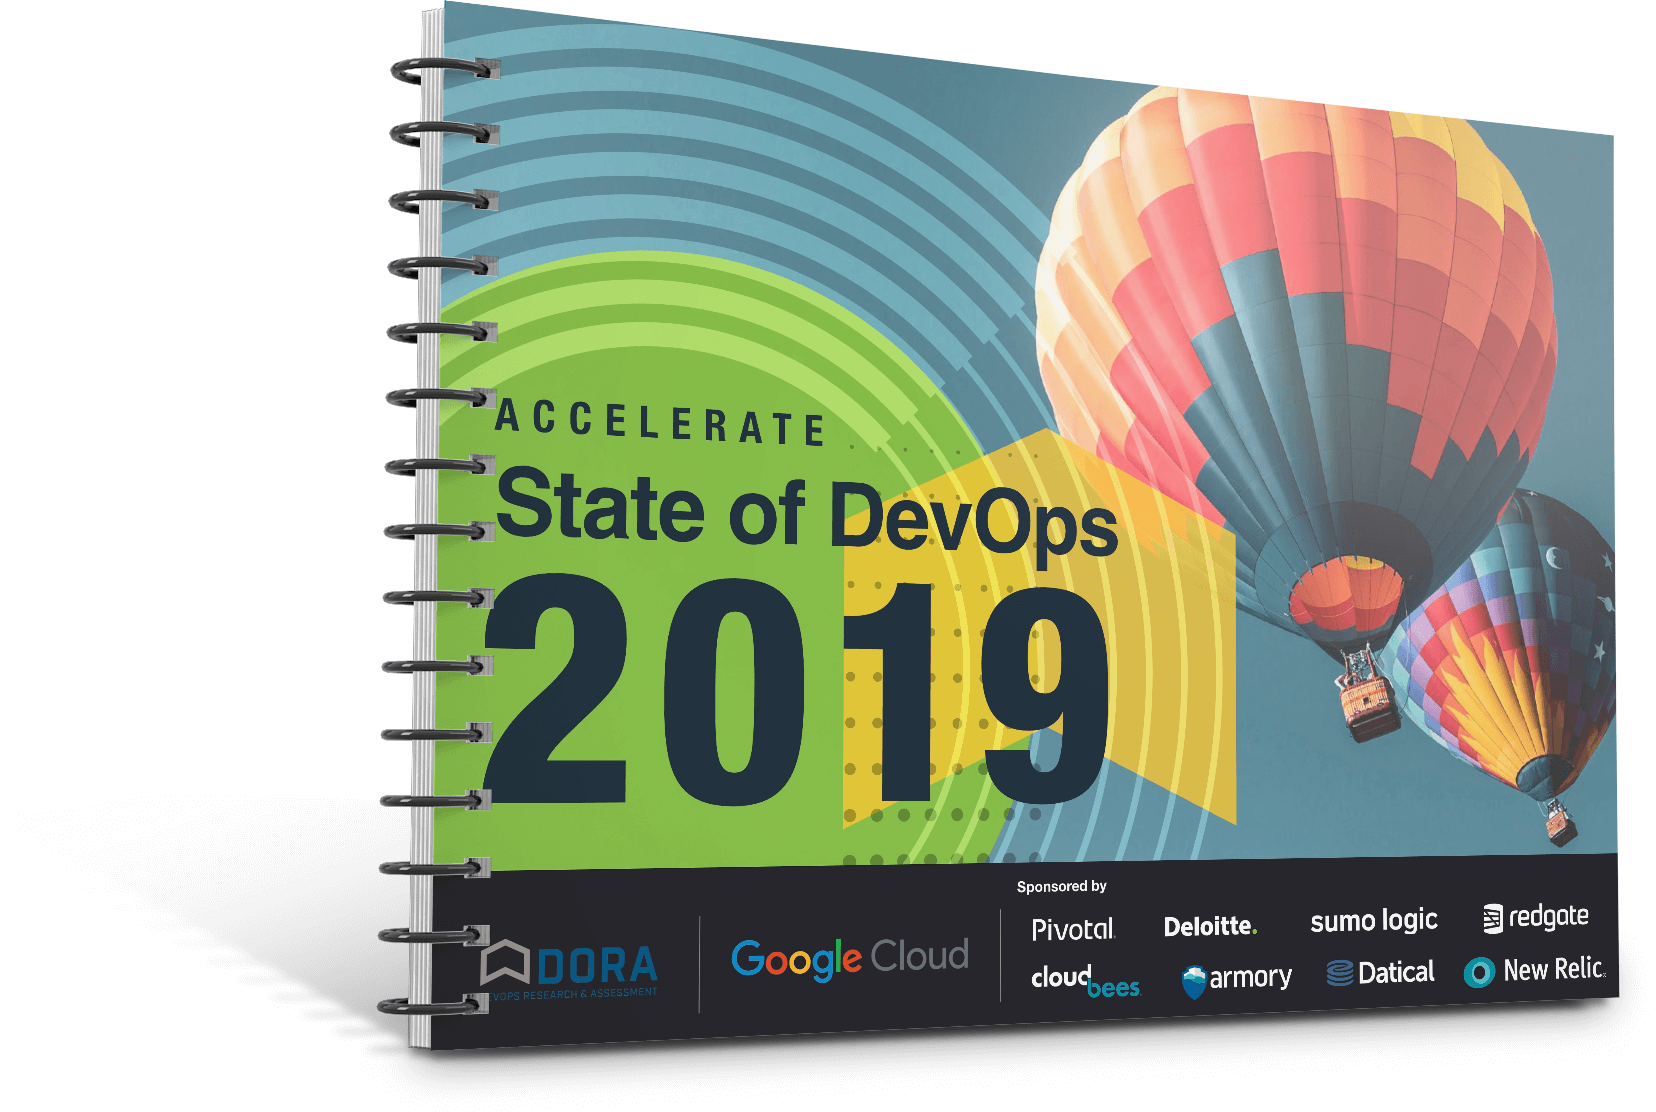 ACCELERATE
State of DevOps
2019
Sponsored by
DORA
DEVOPS RESEARCH & ASSESSMENT
Google Cloud
Pivotal
Deloitte.
sumo logic
redgate
cloudbees
armory
Datical
New Relic